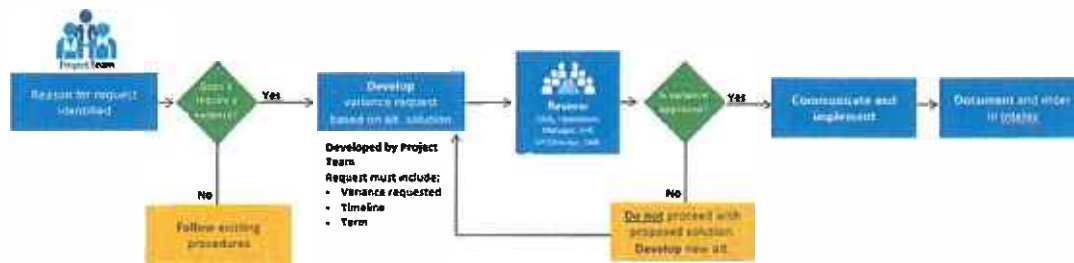 Project Team
Reason for request
identified
Does it
require a
variance?
Yes
No
Follow existing
procedures
Develop
variance request
based on alt. solution
Developed by Project
Team
Request must include:
• Variance requested
• Timeline
• Term
Review
Manager,
Is variance
approved?
Yes
No
Do not proceed with
proposed solution.
Develop new alt.
Communicate and
implement
Document and enter
in Intelex